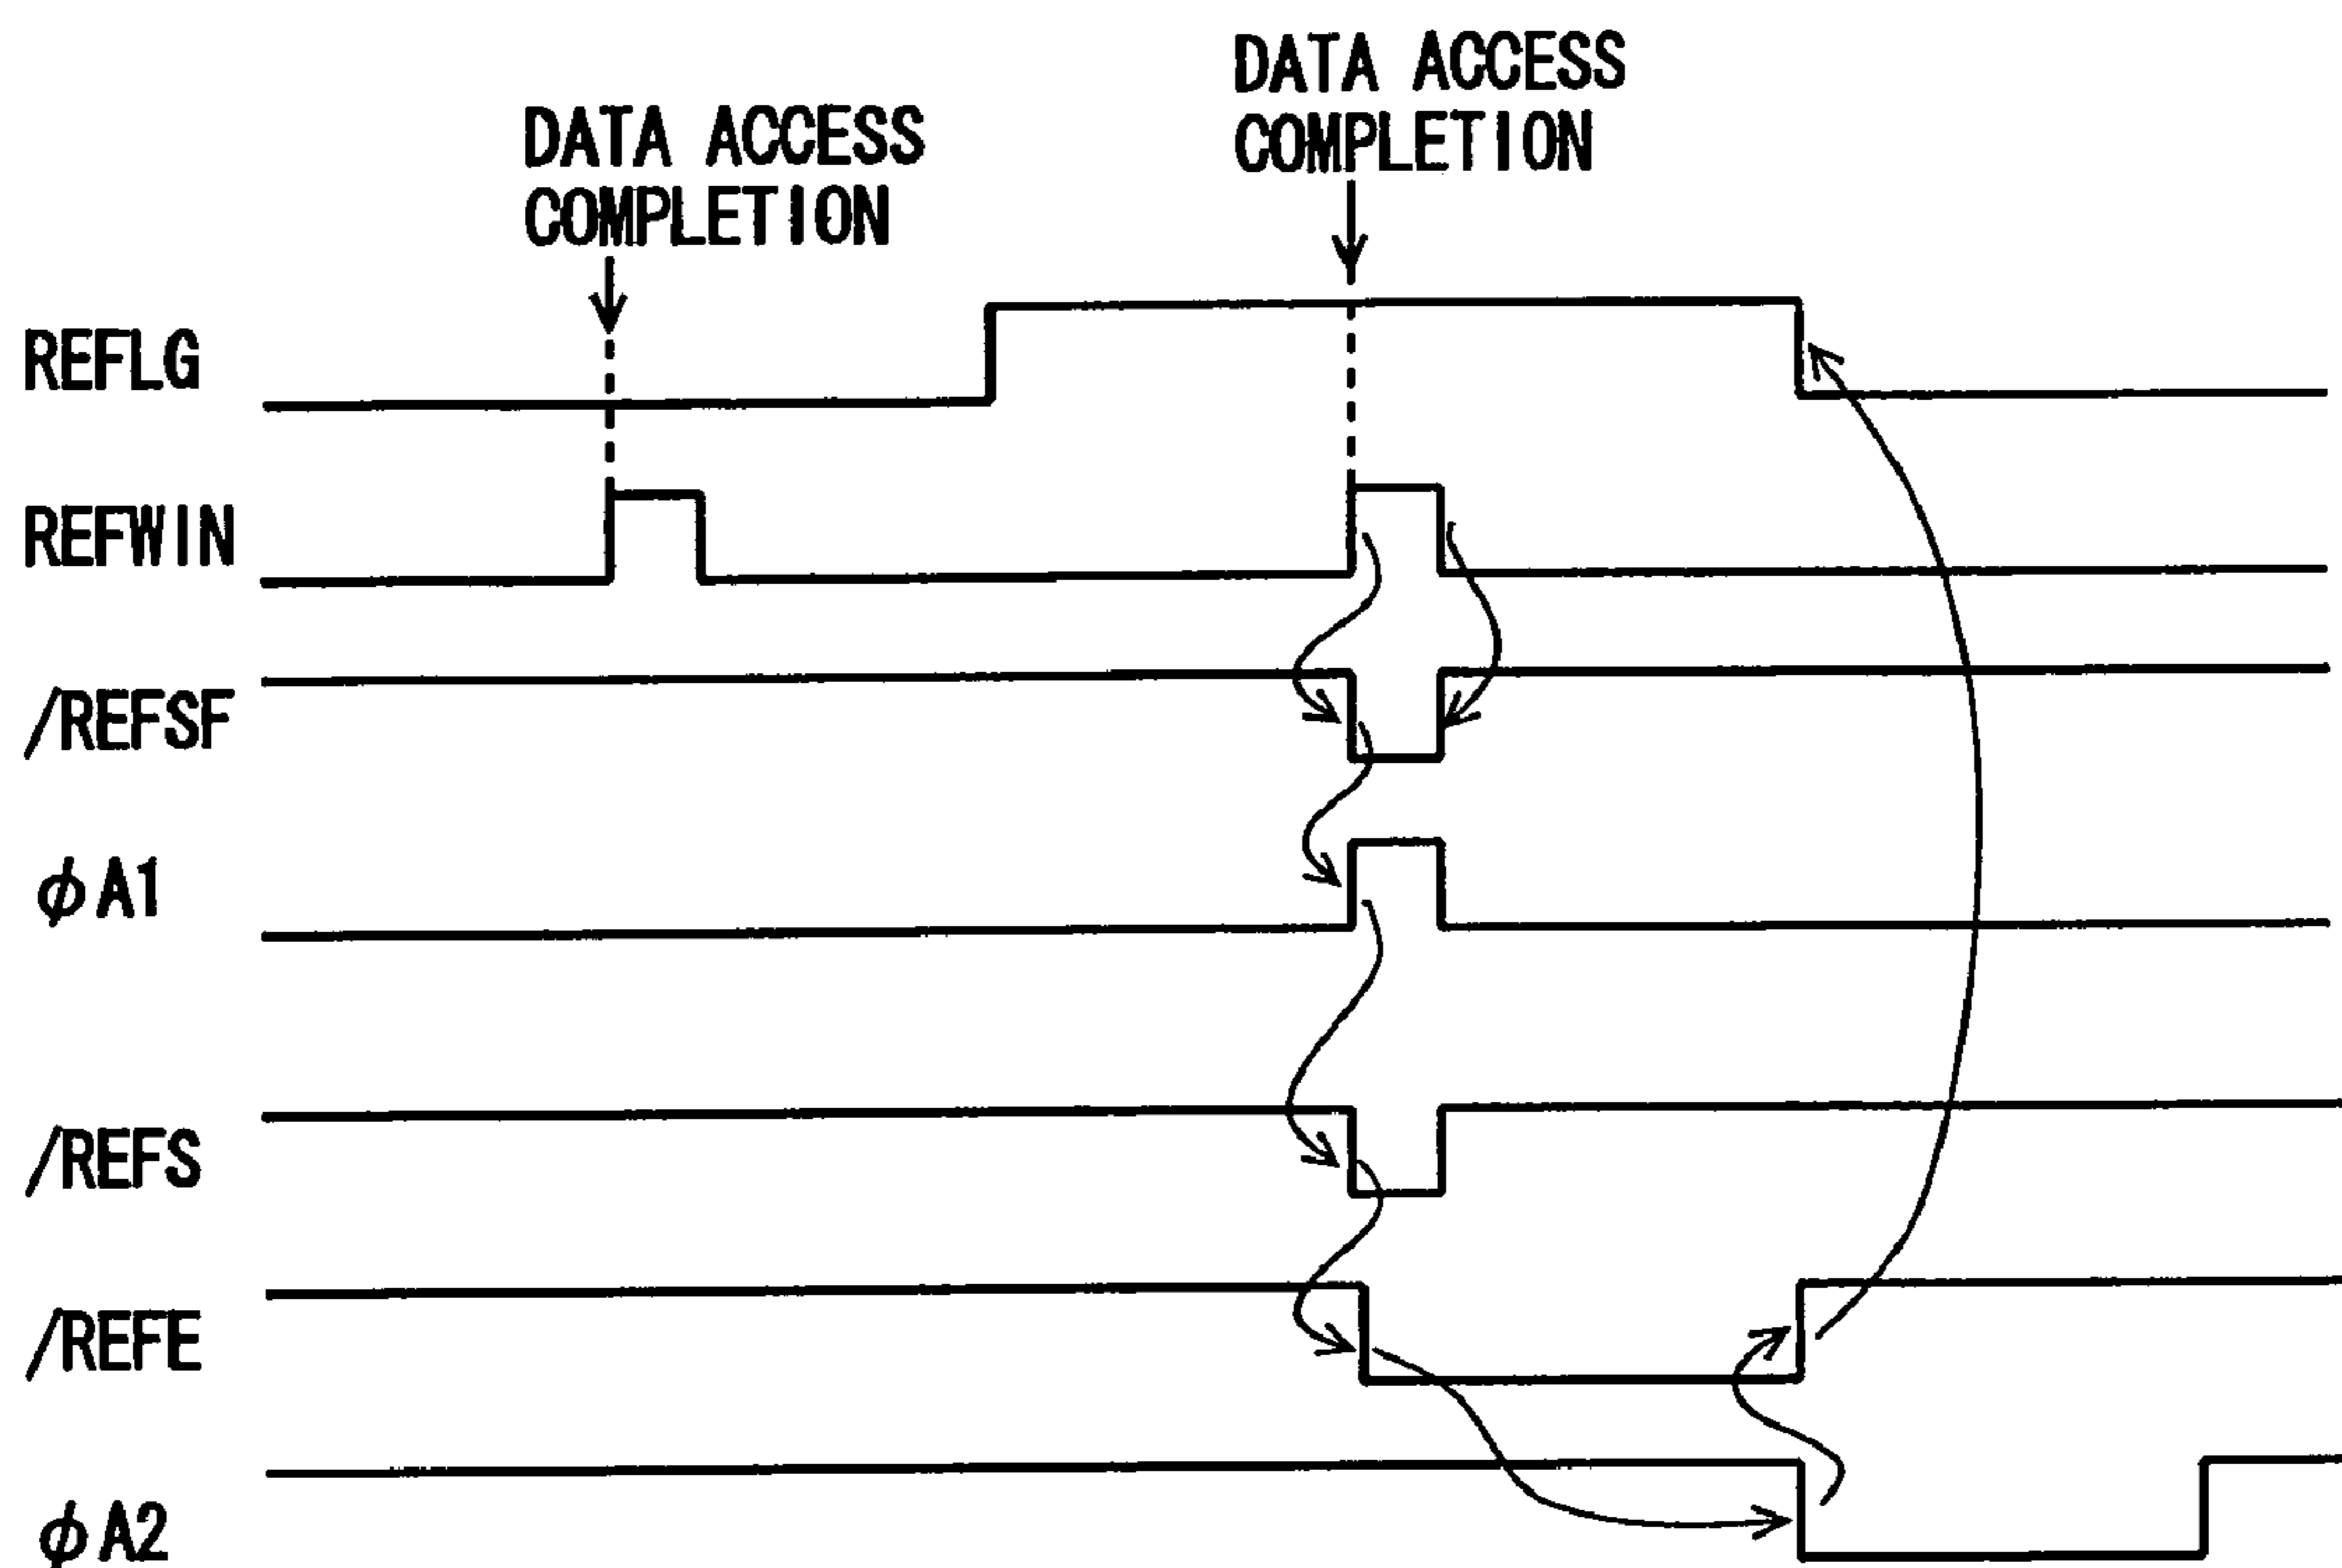 DATA ACCESS
COMPLETION
DATA ACCESS
COMPLETION
REFLG
REFWIN
/REFSF
φA1
/REFS
/REFE
φA2